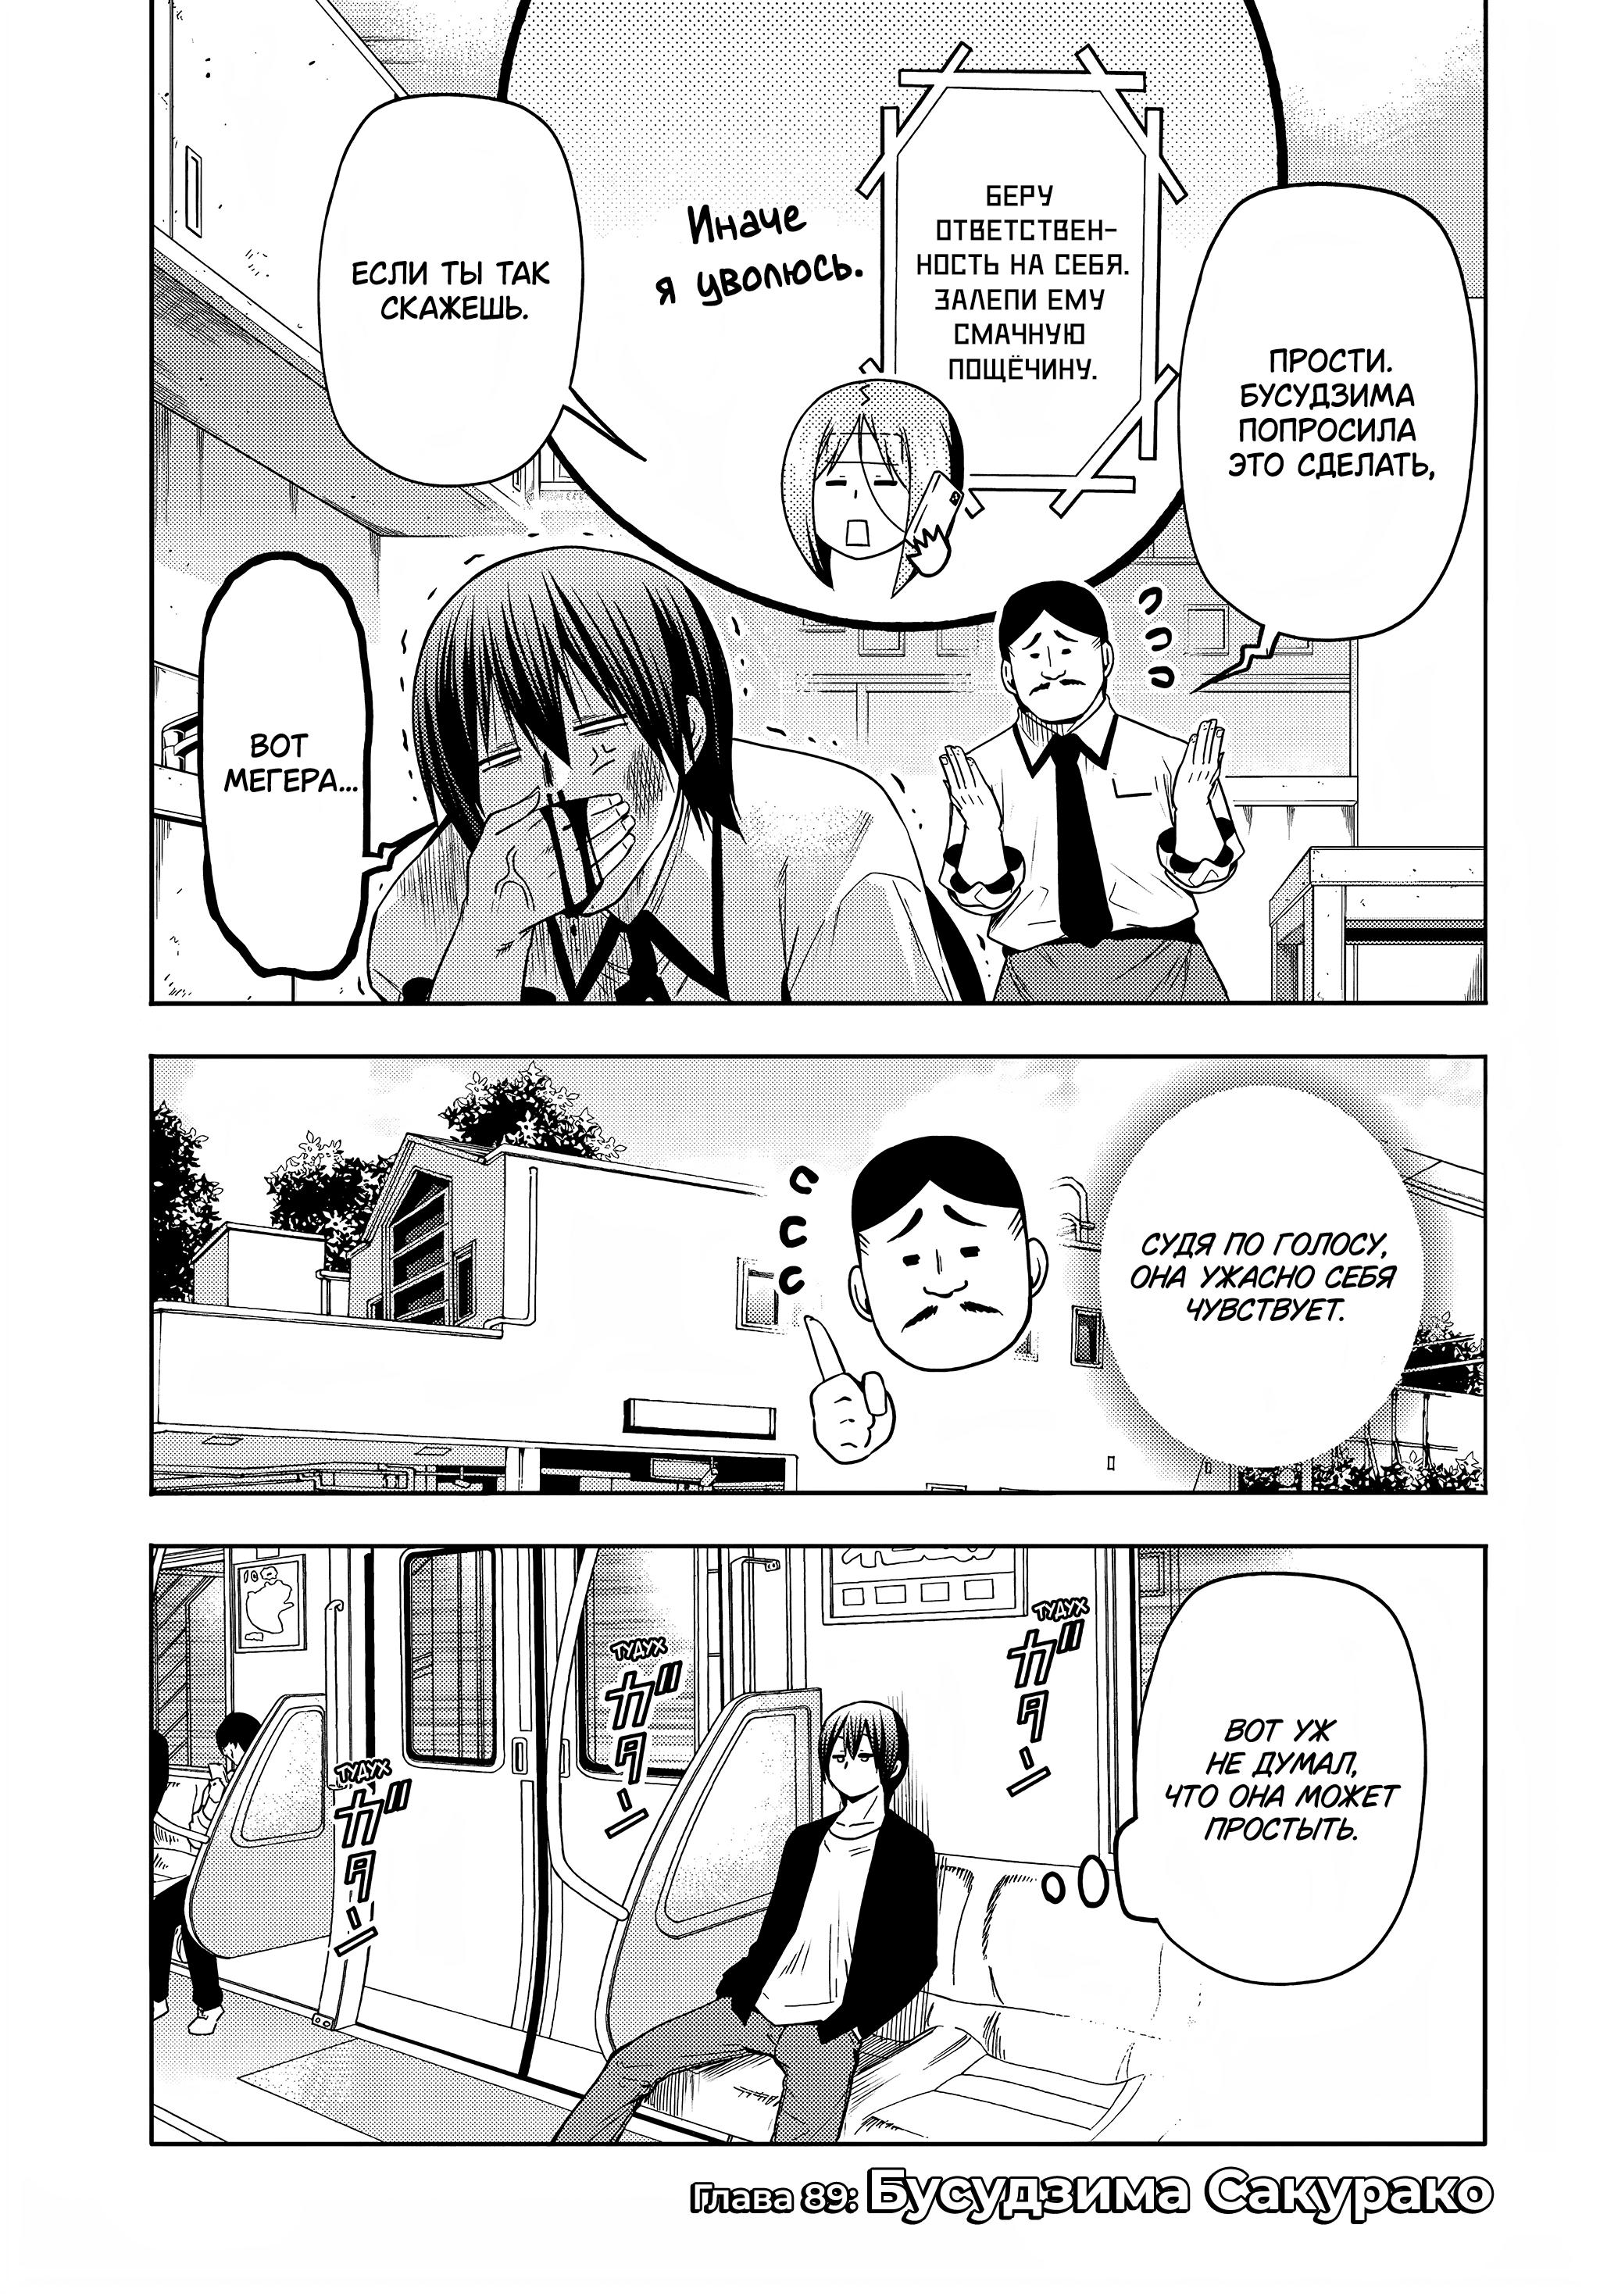 ПРОСТИ.
БУСУДЗИМА
ПОПРОСИЛА
ЭТО СДЕЛАТЬ,
БЕРУ
ОТВЕТСТВЕН-
НОСТЬ НА СЕБЯ.
ЗАЛЕПИ ЕМУ
СМАЧНУЮ
ПОЩЁЧИНУ.
Иначе
я уволюсь.
ЕСЛИ ТЫ ТАК
СКАЖЕШЬ.
ВОТ
МЕГЕРА...
СУДЯ ПО ГОЛОСУ,
ОНА УЖАСНО СЕБЯ
ЧУВСТВУЕТ.
ВОТ УЖ
НЕ ДУМАЛ,
ЧТО ОНА МОЖЕТ
ПРОСТЫТЬ.
ТУДУХ
ガタン
ТУДУХ
ガタン
ТУДУХ
ガタン
Глава 89: Бусудзима Сакурако